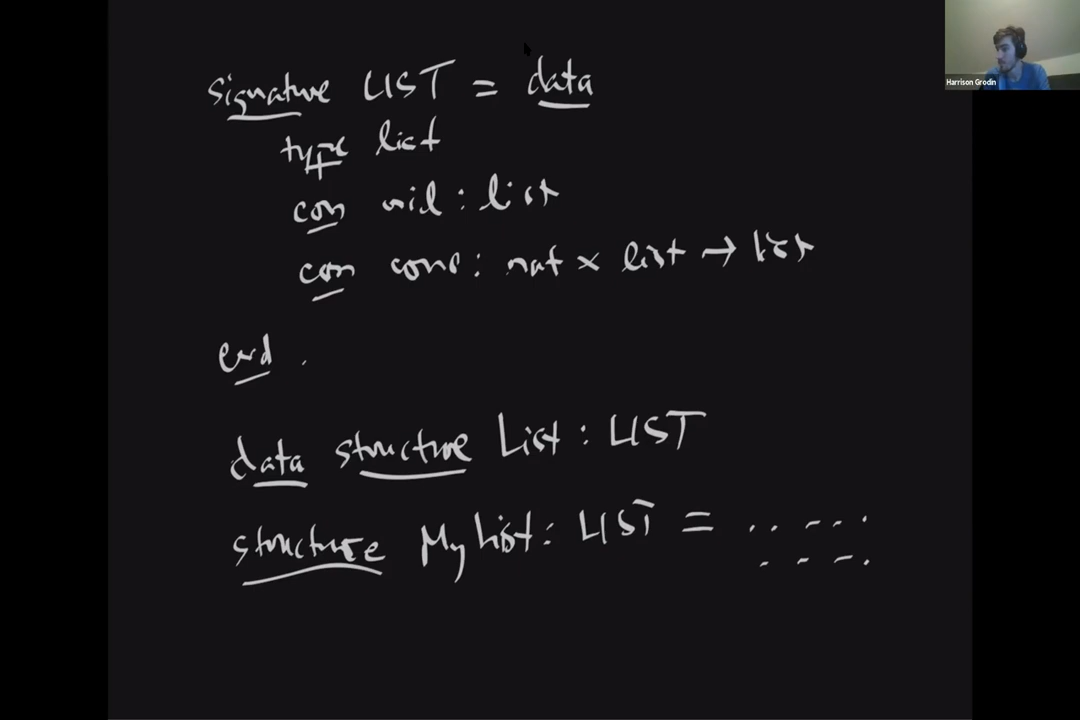 signature LIST = data
type list
con nil : list
con cons : nat × list → list
end .
data structure List : LIST
structure MyList : LIST = .. -- .
. - - .
Harrison Grodin